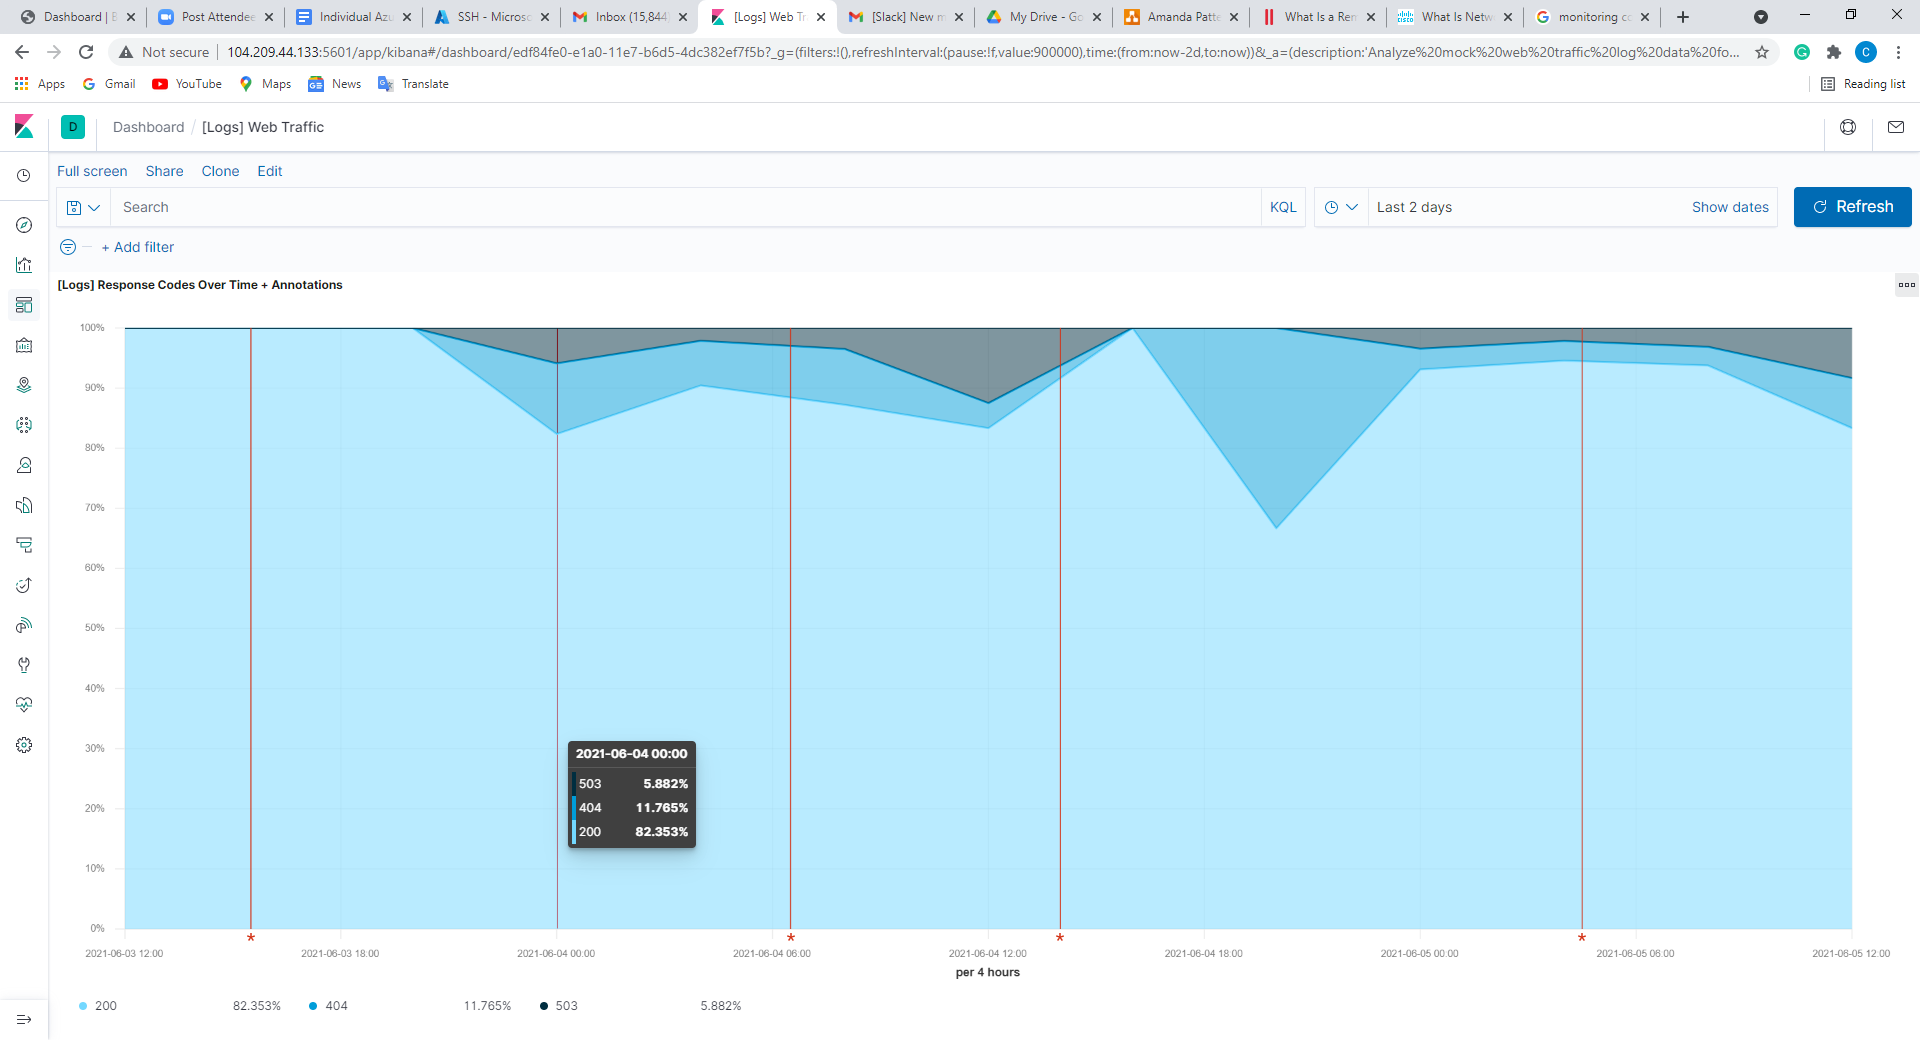 Dashboard | B
Post Attendee
Individual Azu
SSH - Microso
Inbox (15,844)
[Logs] Web Tr
[Slack] New m
My Drive - Go
Amanda Patte
What Is a Rem
What Is Netw
monitoring co
Not secure
104.209.44.133:5601/app/kibana#/dashboard/edf84fe0-e1a0-11e7-b6d5-4dc382ef7f5b?_g=(filters:!(),refreshInterval:(pause:!f,value:900000),time:(from:now-2d,to:now))&_a=(description:'Analyze%20mock%20web%20traffic%20log%20data%20fo...
C
Apps
Gmail
YouTube
Maps
News
Translate
Reading list
D
Dashboard / [Logs] Web Traffic
Full screen Share Clone Edit
Search
KQL
Last 2 days
Show dates
Refresh
+ Add filter
[Logs] Response Codes Over Time + Annotations
100%
90%
80%
70%
60%
50%
40%
30%
20%
10%
0%
2021-06-04 00:00
503 5.882%
404 11.765%
200 82.353%
2021-06-03 12:00
2021-06-03 18:00
2021-06-04 00:00
2021-06-04 06:00
2021-06-04 12:00
2021-06-04 18:00
2021-06-05 00:00
2021-06-05 06:00
2021-06-05 12:00
per 4 hours
200 82.353%
404 11.765%
503 5.882%